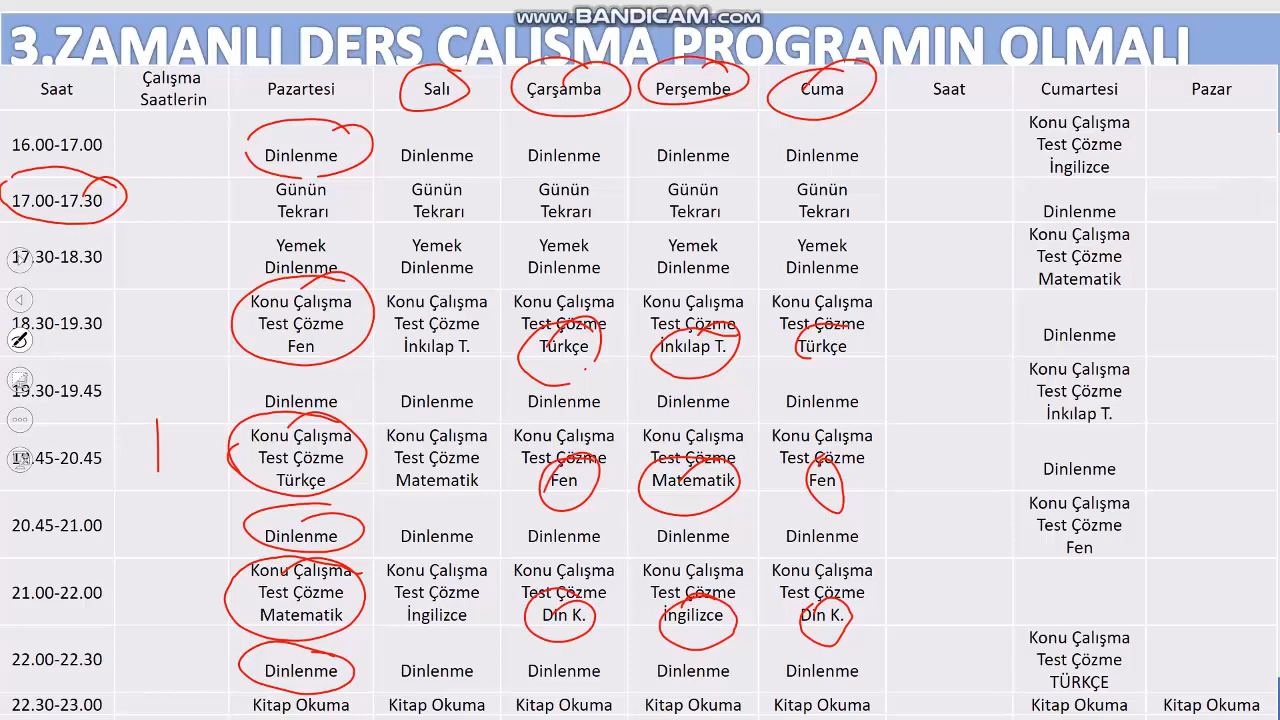 www.BANDICAM.com
3.ZAMANLI DERS ÇALIŞMA PROGRAMIN OLMALI
Saat
Çalışma
Saatlerin
Pazartesi
Salı
Çarşamba
Perşembe
Cuma
Saat
Cumartesi
Pazar
16.00-17.00
Dinlenme
Dinlenme
Dinlenme
Dinlenme
Dinlenme
Konu Çalışma
Test Çözme
İngilizce
17.00-17.30
Günün
Tekrarı
Günün
Tekrarı
Günün
Tekrarı
Günün
Tekrarı
Günün
Tekrarı
Dinlenme
17.30-18.30
Yemek
Dinlenme
Yemek
Dinlenme
Yemek
Dinlenme
Yemek
Dinlenme
Yemek
Dinlenme
Konu Çalışma
Test Çözme
Matematik
18.30-19.30
Konu Çalışma
Test Çözme
Fen
Konu Çalışma
Test Çözme
İnkılap T.
Konu Çalışma
Test Çözme
Türkçe
Konu Çalışma
Test Çözme
İnkılap T.
Konu Çalışma
Test Çözme
Türkçe
Dinlenme
19.30-19.45
Dinlenme
Dinlenme
Dinlenme
Dinlenme
Dinlenme
Konu Çalışma
Test Çözme
İnkılap T.
19.45-20.45
Konu Çalışma
Test Çözme
Türkçe
Konu Çalışma
Test Çözme
Matematik
Konu Çalışma
Test Çözme
Fen
Konu Çalışma
Test Çözme
Matematik
Konu Çalışma
Test Çözme
Fen
Dinlenme
20.45-21.00
Dinlenme
Dinlenme
Dinlenme
Dinlenme
Dinlenme
Konu Çalışma
Test Çözme
Fen
21.00-22.00
Konu Çalışma
Test Çözme
Matematik
Konu Çalışma
Test Çözme
İngilizce
Konu Çalışma
Test Çözme
Din K.
Konu Çalışma
Test Çözme
İngilizce
Konu Çalışma
Test Çözme
Din K.
22.00-22.30
Dinlenme
Dinlenme
Dinlenme
Dinlenme
Dinlenme
Konu Çalışma
Test Çözme
TÜRKÇE
22.30-23.00
Kitap Okuma
Kitap Okuma
Kitap Okuma
Kitap Okuma
Kitap Okuma
Kitap Okuma
Kitap Okuma